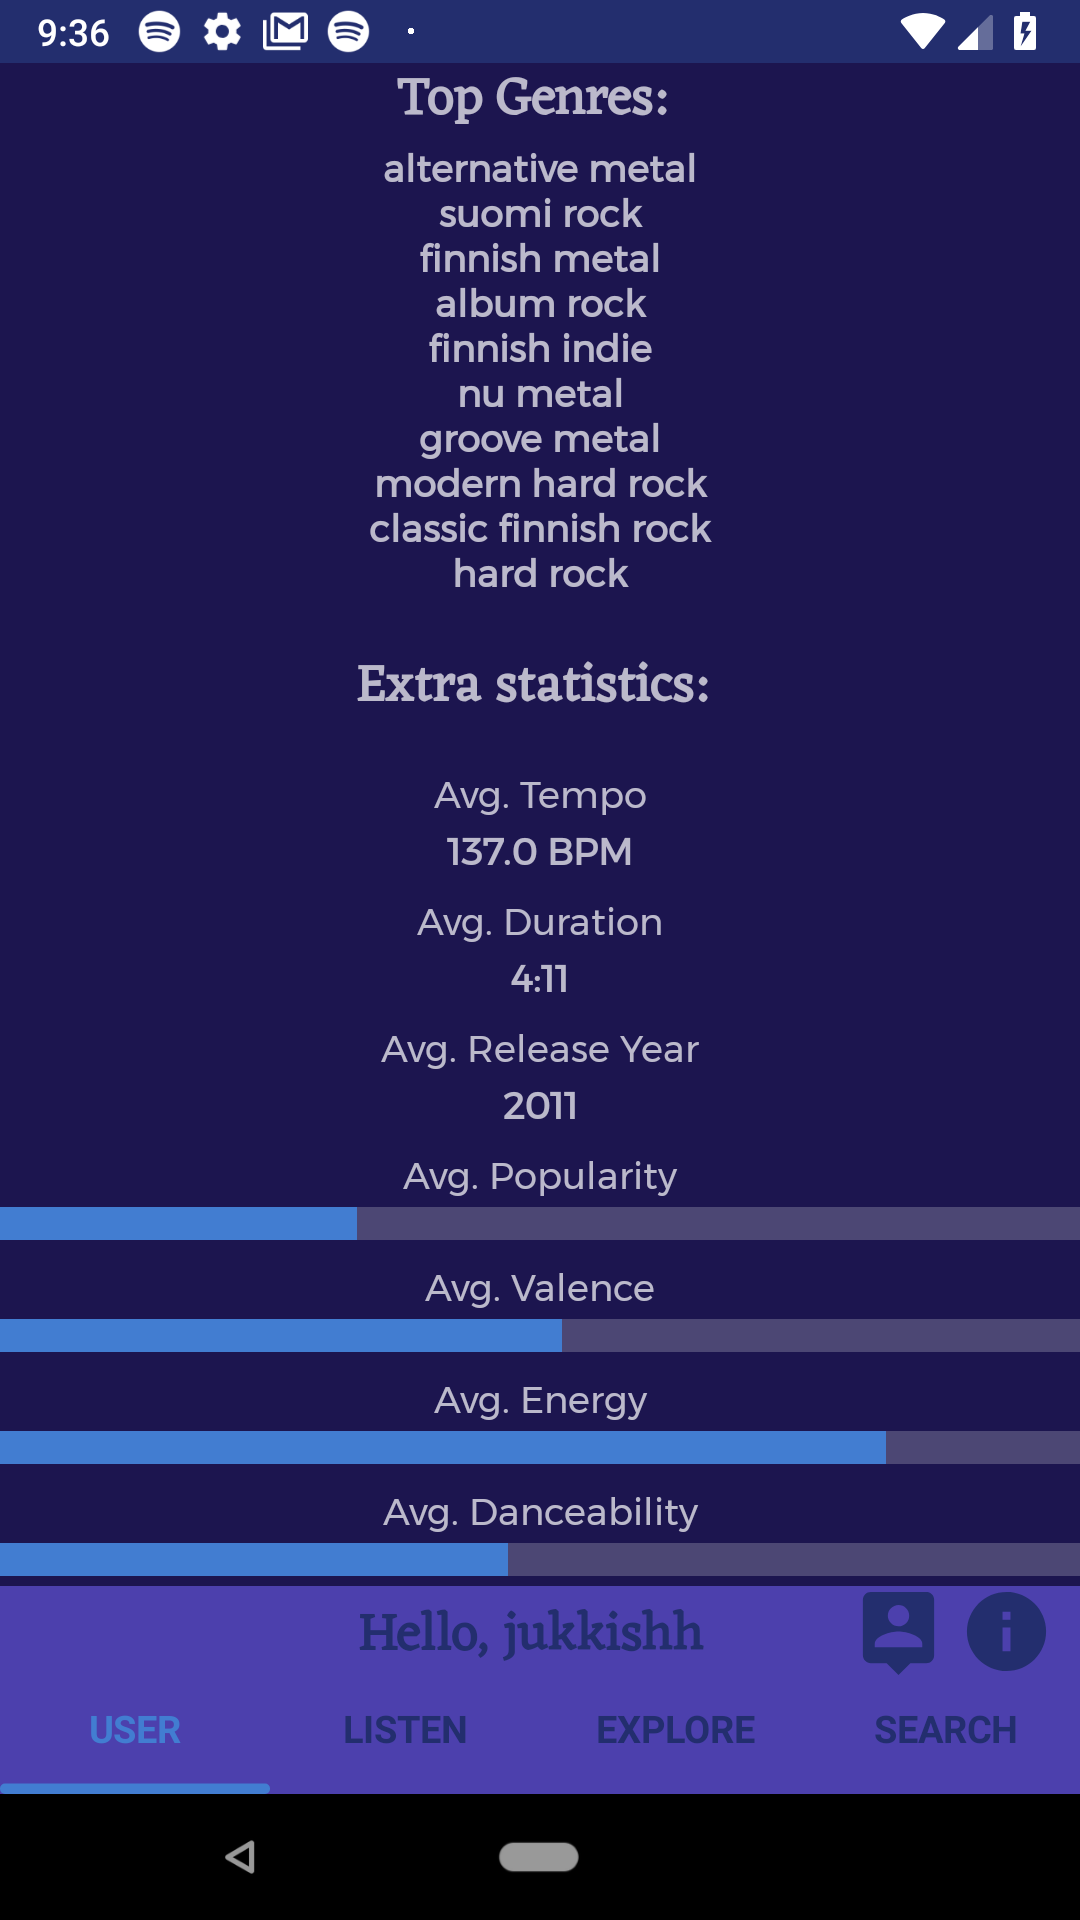 9:36
Top Genres:
alternative metal
suomi rock
finnish metal
album rock
finnish indie
nu metal
groove metal
modern hard rock
classic finnish rock
hard rock
Extra statistics:
Avg. Tempo
137.0 BPM
Avg. Duration
4:11
Avg. Release Year
2011
Avg. Popularity
Avg. Valence
Avg. Energy
Avg. Danceability
Hello, jukkishh
USER LISTEN EXPLORE SEARCH